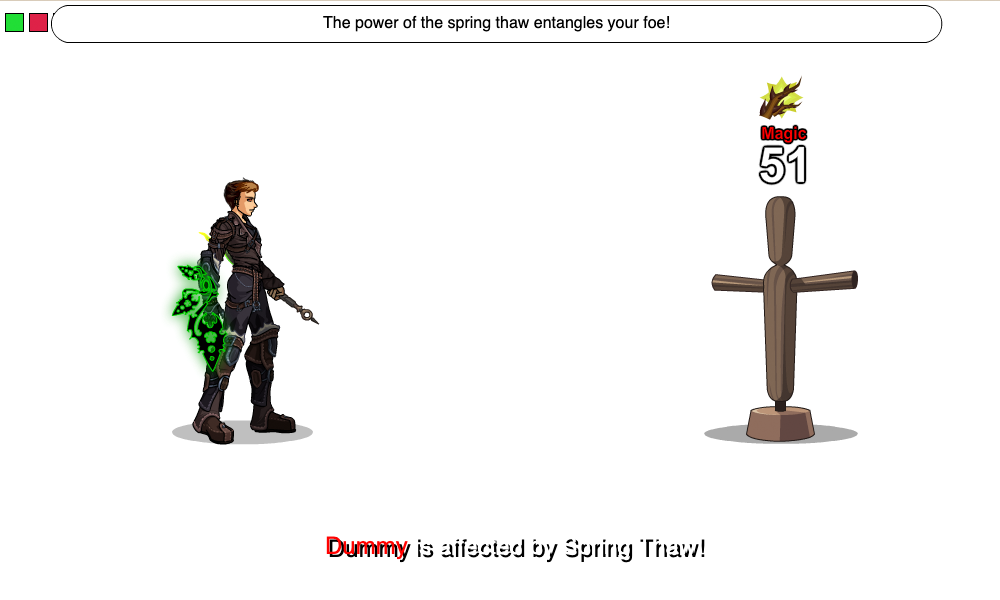 The power of the spring thaw entangles your foe!
Magic
51
Dummy is affected by Spring Thaw!